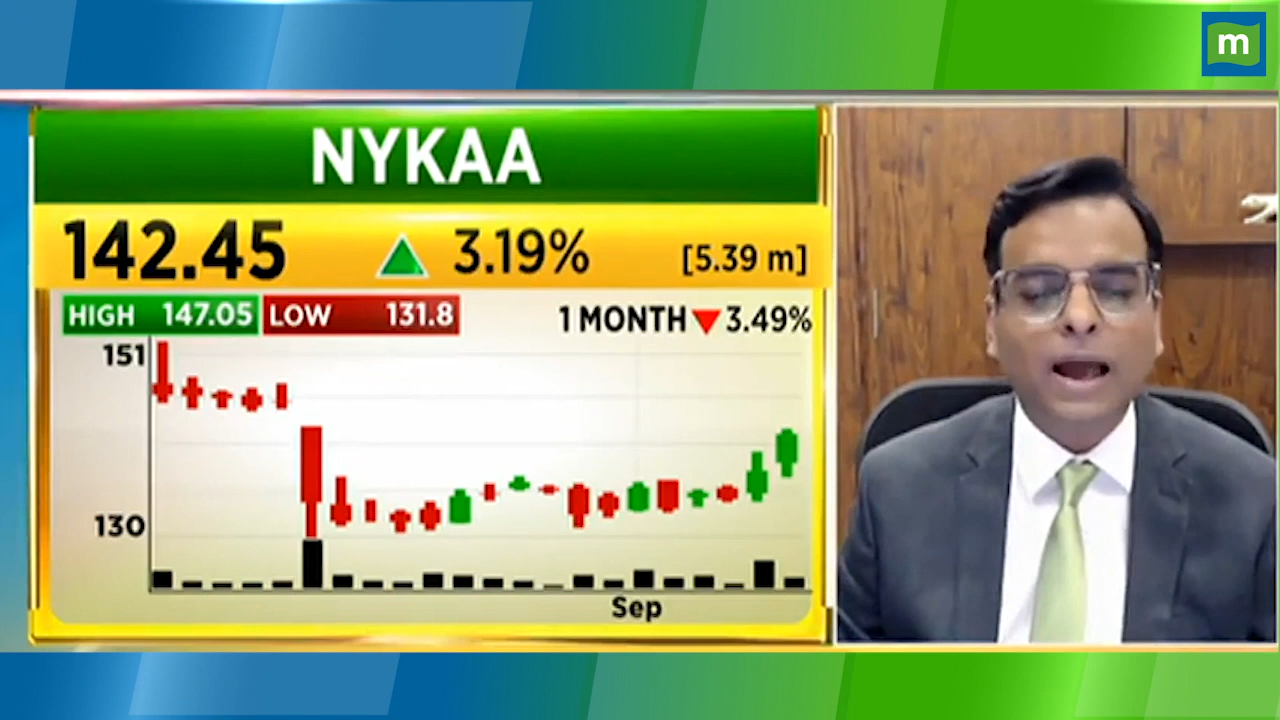 m
NYKAA
142.45 ▲ 3.19% [5.39 m]
HIGH 147.05 LOW 131.8 1 MONTH ▼ 3.49%
151
130
Sep